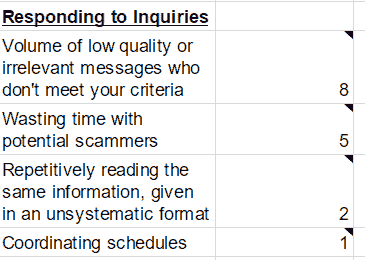 Responding to Inquiries
Volume of low quality or
irrelevant messages who
don't meet your criteria
8
Wasting time with
potential scammers
5
Repetitively reading the
same information, given
in an unsystematic format
2
Coordinating schedules
1